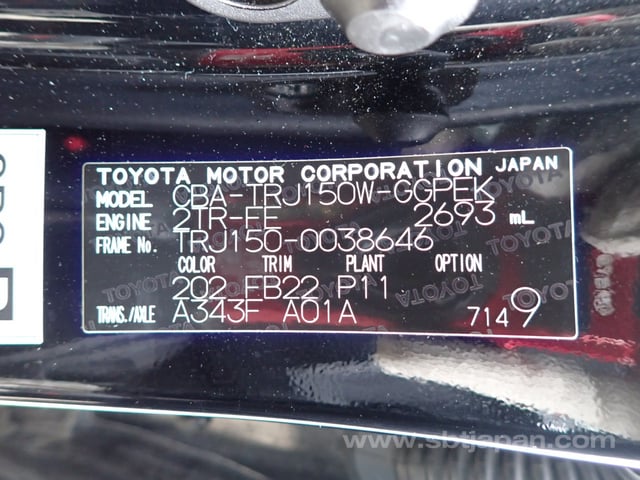 TOYOTA MOTOR CORPORATION JAPAN
MODEL CBA-TRJ150W-GGPEK
ENGINE 2TR-FE 2693 mL
FRAME No. TRJ150-0038646
COLOR TRIM PLANT OPTION
202 FB22 P11
TRANS./AXLE A343F A01A 7149
www.sbtjapan.com